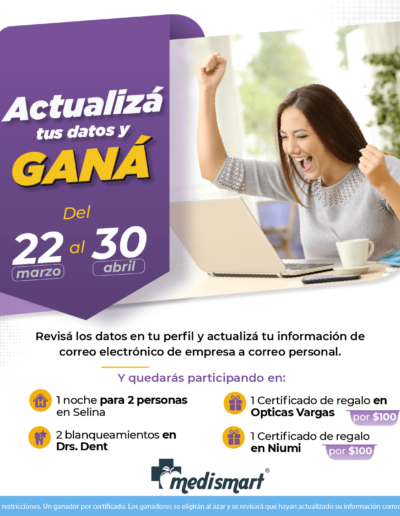 Actualizá
tus datos y
GANÁ
Del
22 al 30
marzo abril
Revisá los datos en tu perfil y actualizá tu información de
correo electrónico de empresa a correo personal.
Y quedarás participando en:
1 noche para 2 personas
en Selina
2 blanqueamientos en
Drs. Dent
1 Certificado de regalo en
Opticas Vargas
por $100
1 Certificado de regalo
en Niumi
por $100
medismart®
restricciones. Un ganador por certificado. Los ganadores se eligirán al azar y se revisará que hayan actualizado su información